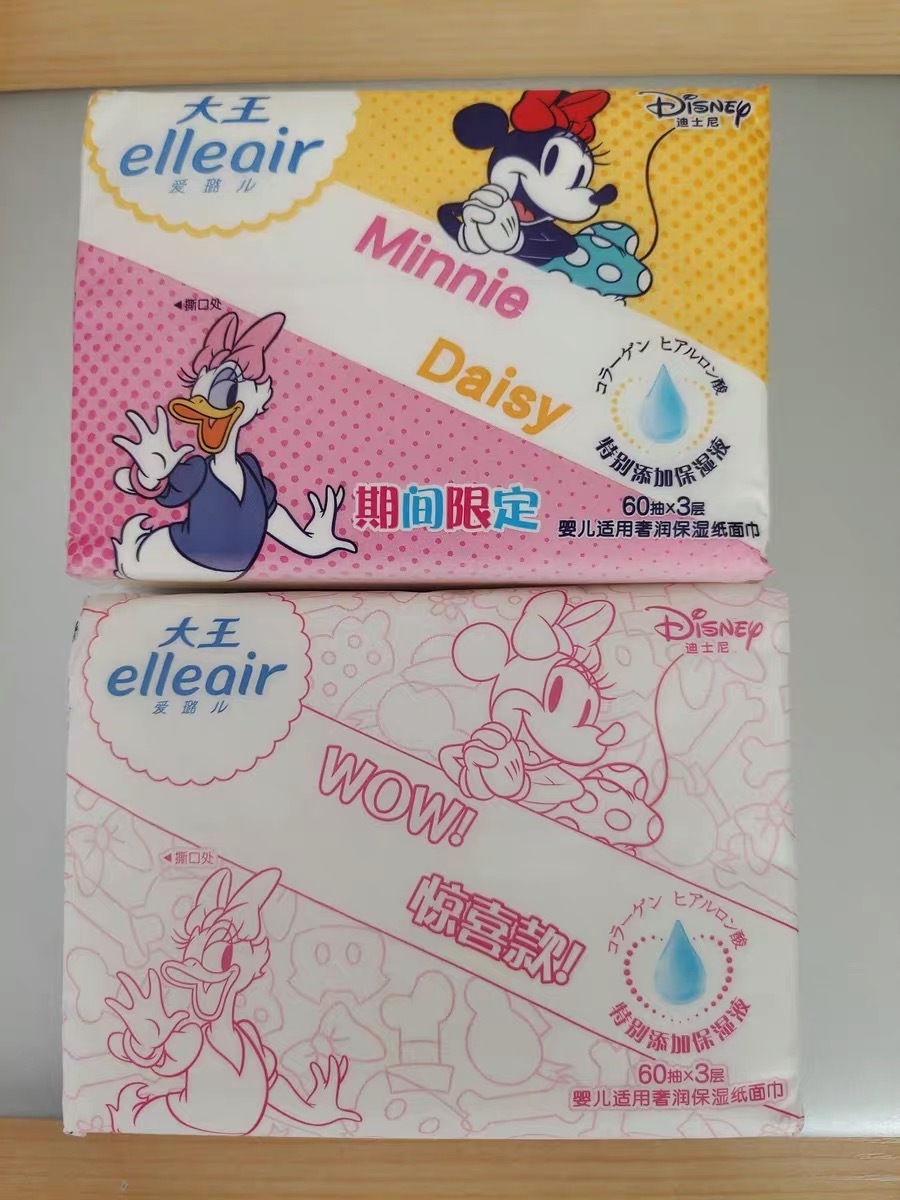 大王
elleair
爱璐儿
Disney
迪士尼
Minnie
Daisy
◀撕口处
コラーゲン ヒアルロン酸
特别添加保湿液
期间限定
60抽×3层
婴儿适用奢润保湿纸面巾
大王
elleair
爱璐儿
Disney
迪士尼
WOW!
惊喜款!
◀撕口处
コラーゲン ヒアルロン酸
特别添加保湿液
60抽×3层
婴儿适用奢润保湿纸面巾